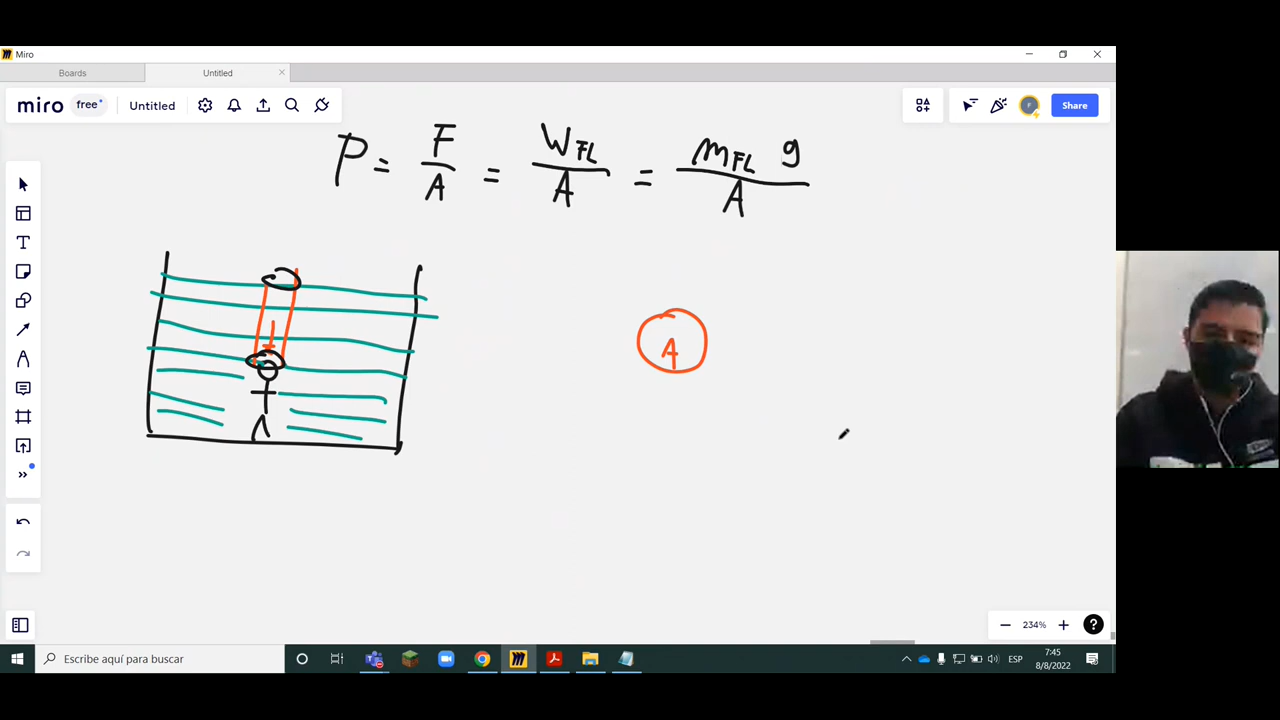 Miro
Boards
Untitled
miro free Untitled
Share
P = F/A = W_FL/A = m_FL g/A
A
234%
Escribe aquí para buscar
ESP
7:45
8/8/2022